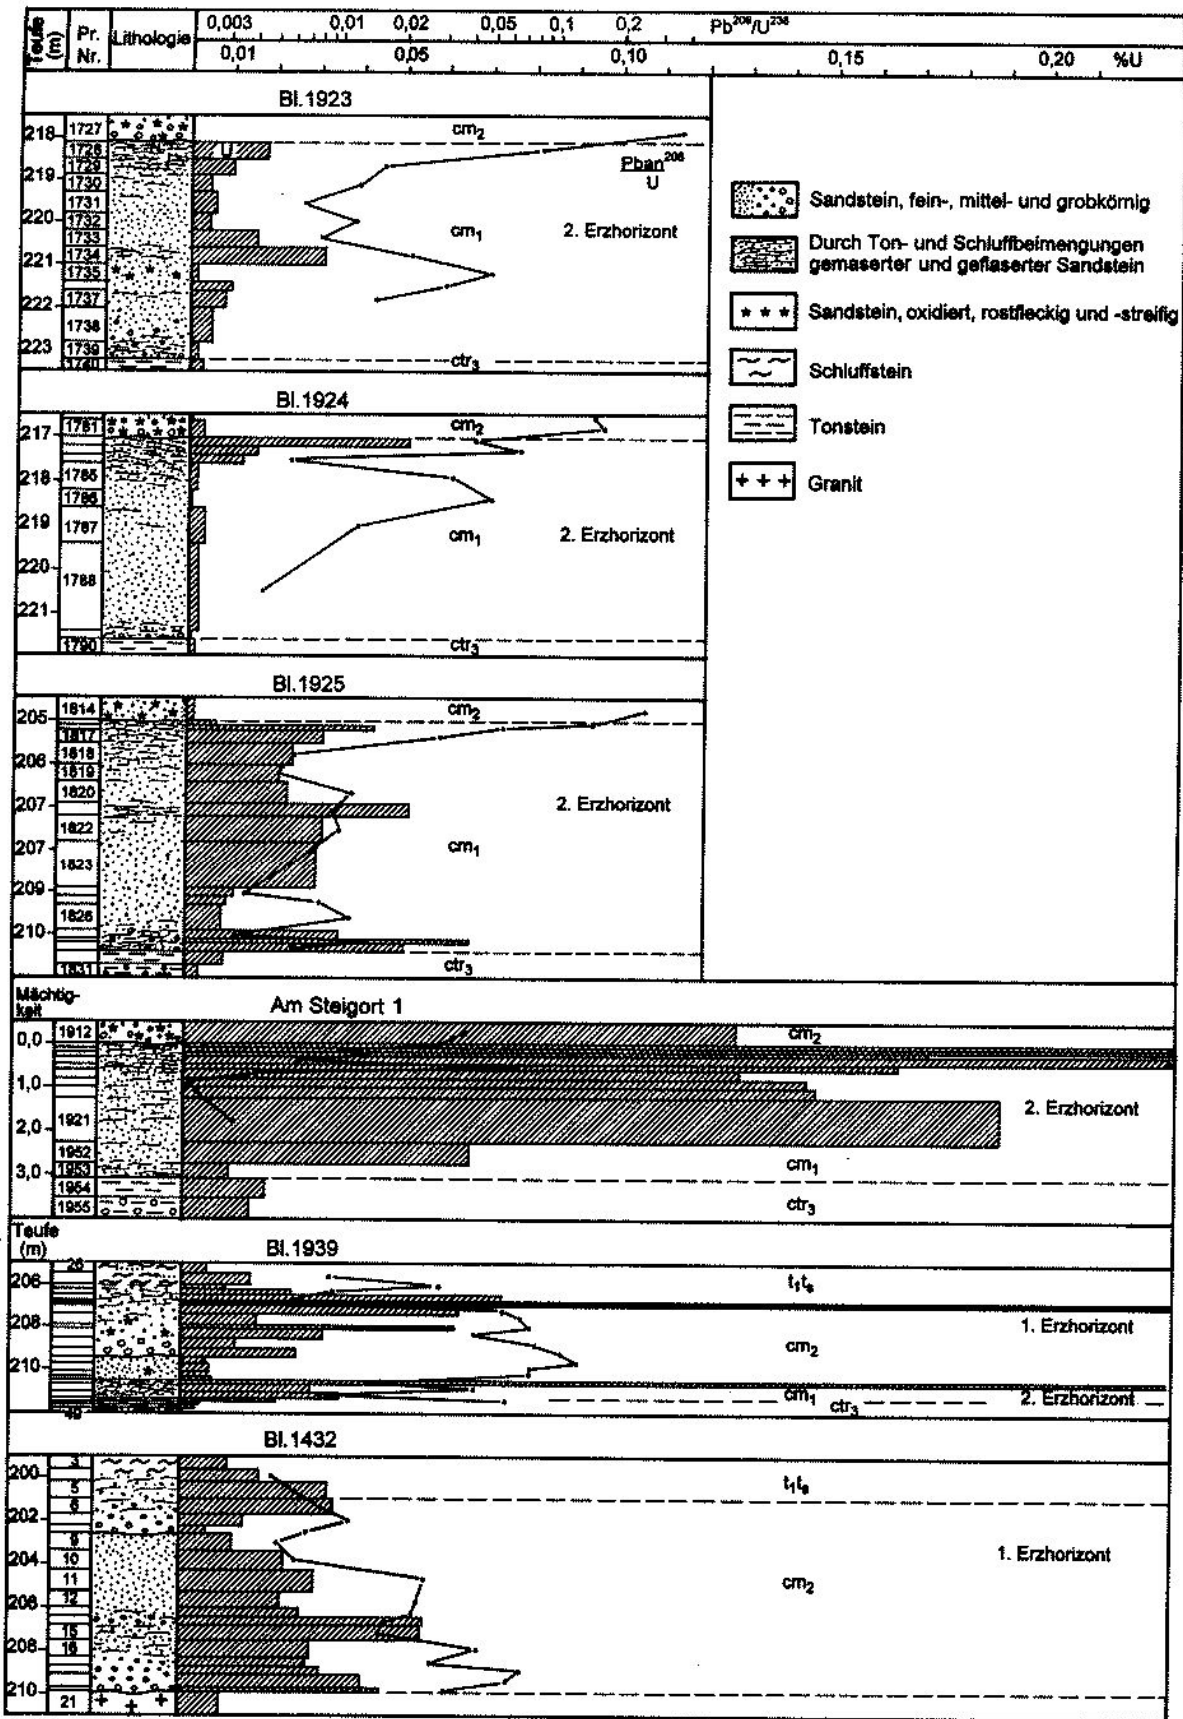 Teufe (m)
Pr. Nr.
Lithologie
0,003 0,01 0,02 0,05 0,1 0,2 Pb²⁰⁶/U²³⁸
0,01 0,05 0,10 0,15 0,20 %U
Bl.1923
218
219
220
221
222
223
1727
1728
1729
1730
1731
1732
1733
1734
1735
1737
1738
1739
1740
cm₂
U
Pban²⁰⁶
U
cm₁
2. Erzhorizont
ctr₃
Sandstein, fein-, mittel- und grobkörnig
Durch Ton- und Schluffbeimengungen
gemaserter und geflaserter Sandstein
Sandstein, oxidiert, rostfleckig und -streifig
Schluffstein
Tonstein
Granit
Bl.1924
217
218
219
220
221
1781
1785
1786
1787
1788
1790
cm₂
cm₁
2. Erzhorizont
ctr₃
Bl.1925
205
206
207
207
209
210
1814
1817
1818
1819
1820
1822
1823
1826
1831
cm₂
2. Erzhorizont
cm₁
ctr₃
Mächtig-
keit
Am Steigort 1
0,0
1,0
2,0
3,0
1912
1921
1952
1953
1954
1955
cm₂
2. Erzhorizont
cm₁
ctr₃
Teufe
(m)
Bl.1939
206
208
210
26
49
t₁tₛ
1. Erzhorizont
cm₂
cm₁
2. Erzhorizont
ctr₃
Bl.1432
200
202
204
206
208
210
3
5
6
9
10
11
12
15
16
21
t₁tₛ
1. Erzhorizont
cm₂